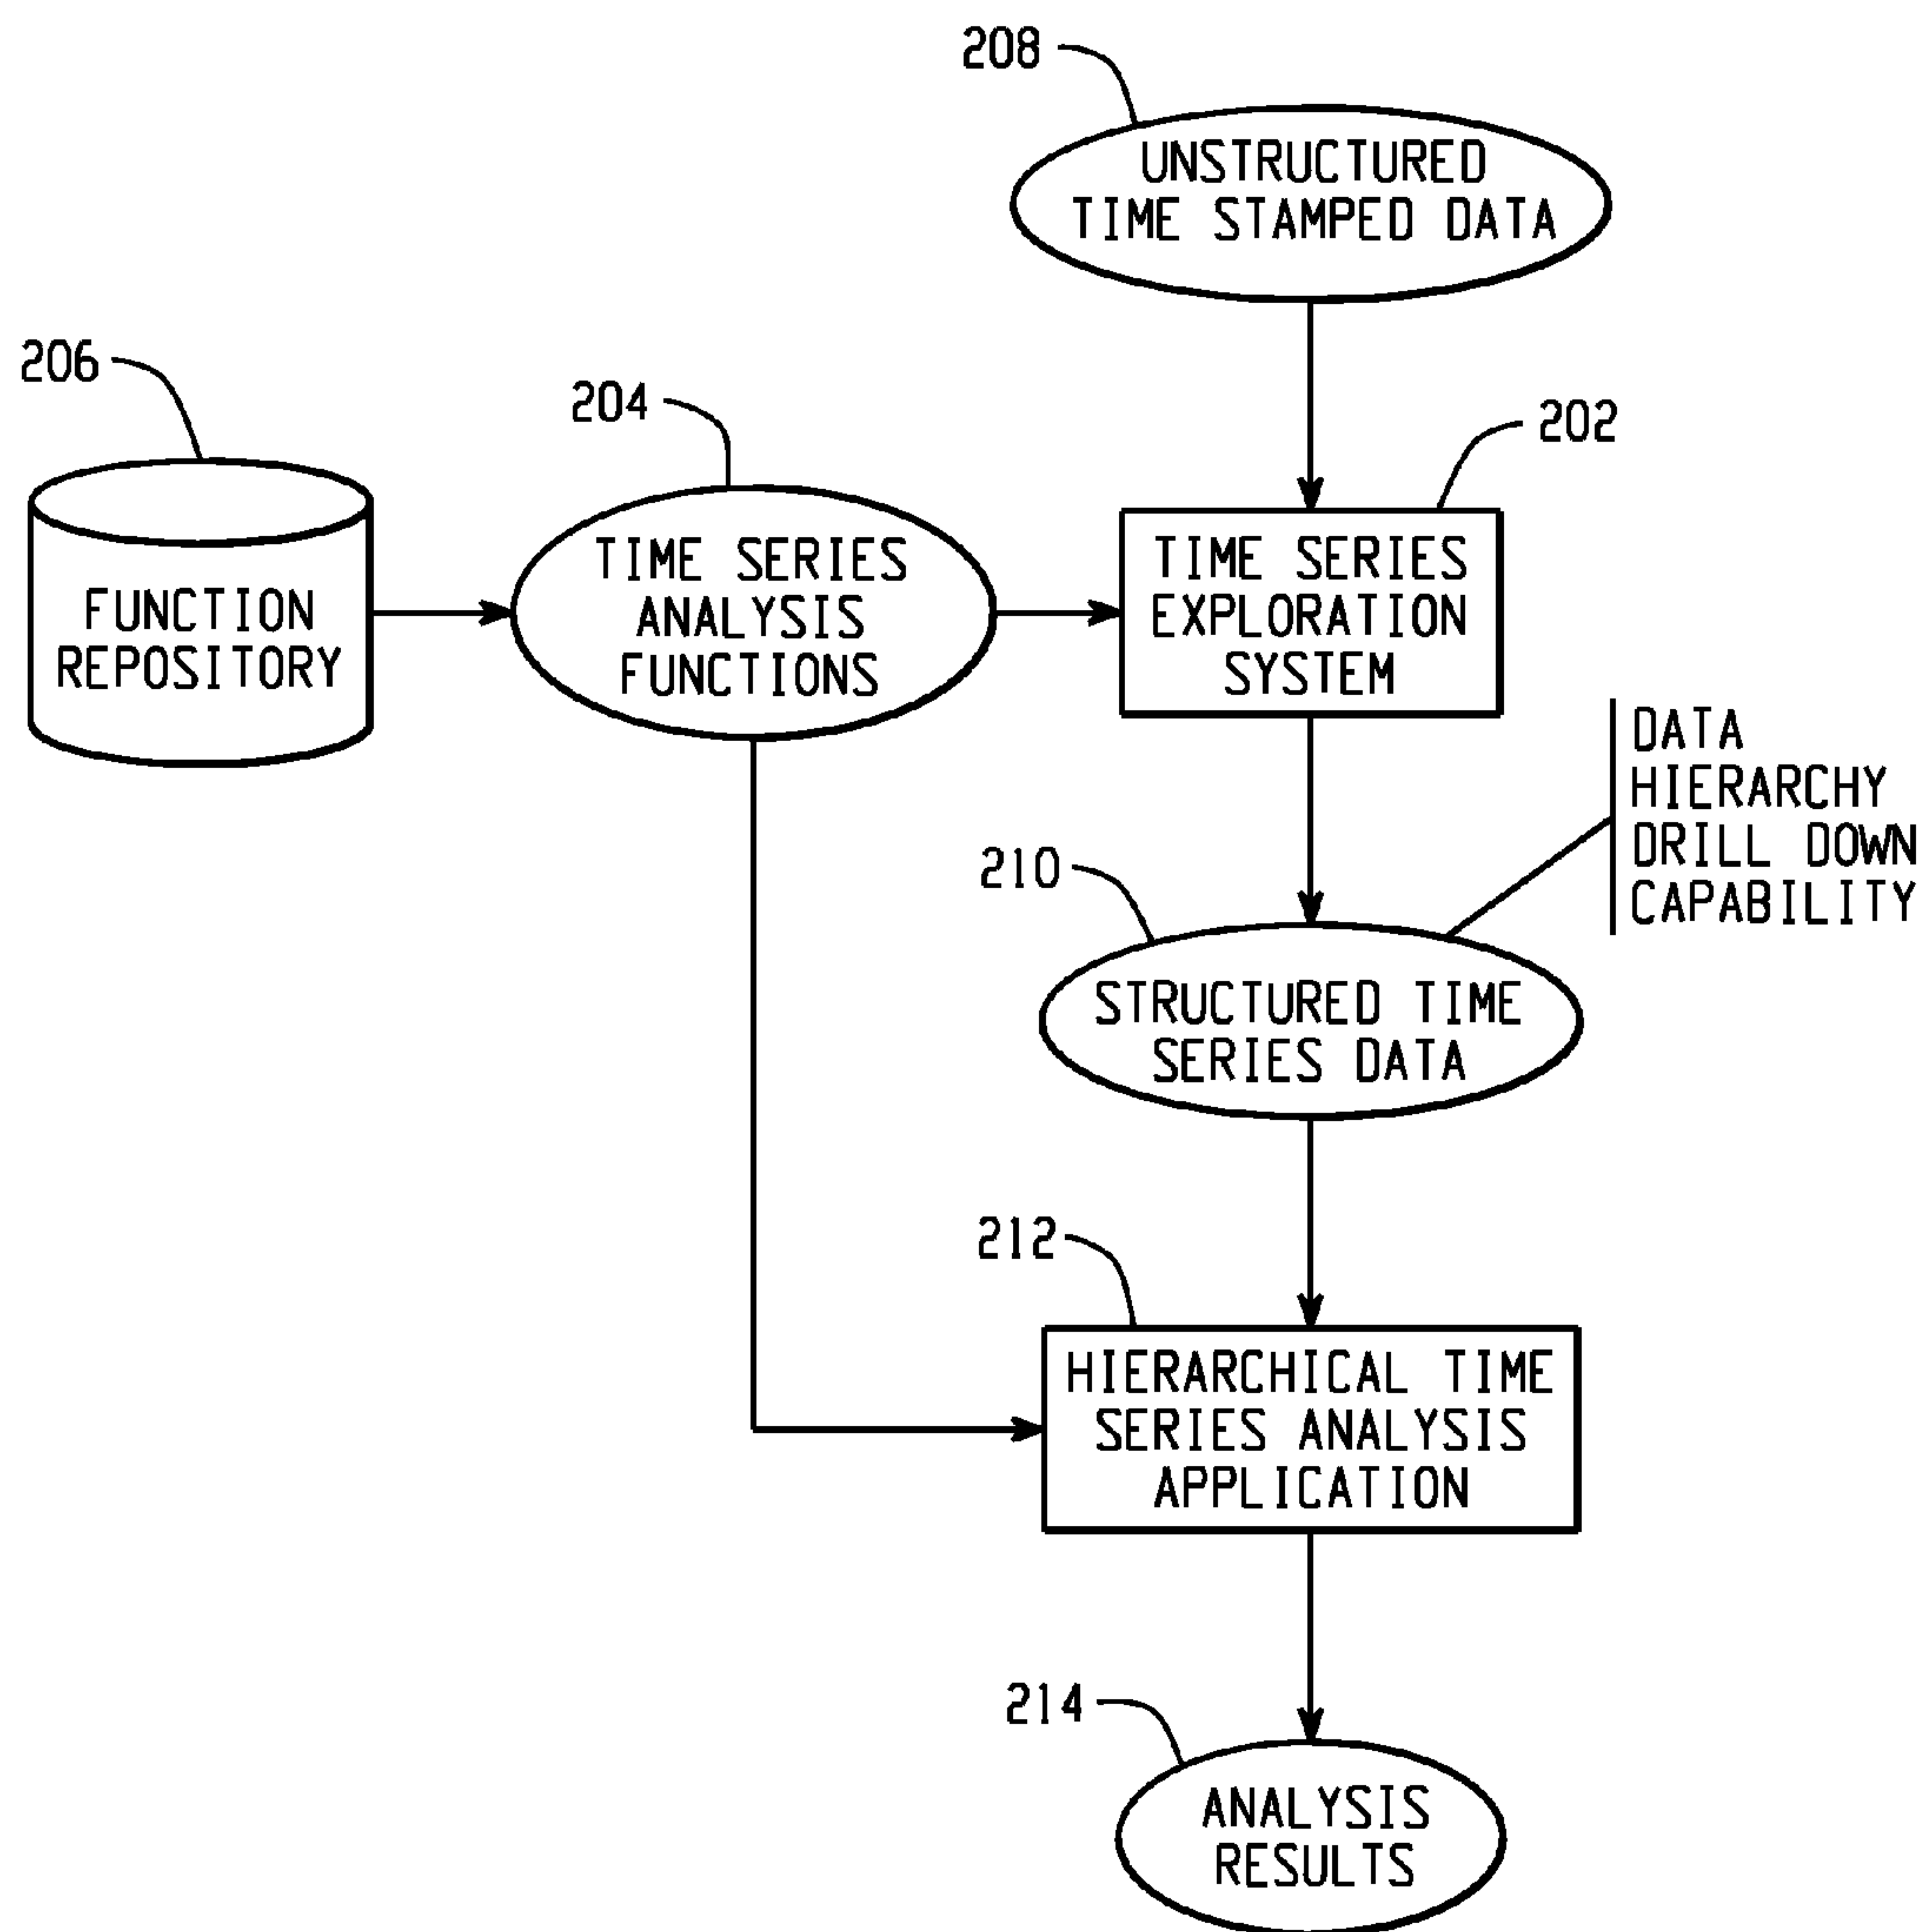 208
UNSTRUCTURED
TIME STAMPED DATA
206
204
202
FUNCTION
REPOSITORY
TIME SERIES
ANALYSIS
FUNCTIONS
TIME SERIES
EXPLORATION
SYSTEM
DATA
HIERARCHY
DRILL DOWN
CAPABILITY
210
STRUCTURED TIME
SERIES DATA
212
HIERARCHICAL TIME
SERIES ANALYSIS
APPLICATION
214
ANALYSIS
RESULTS